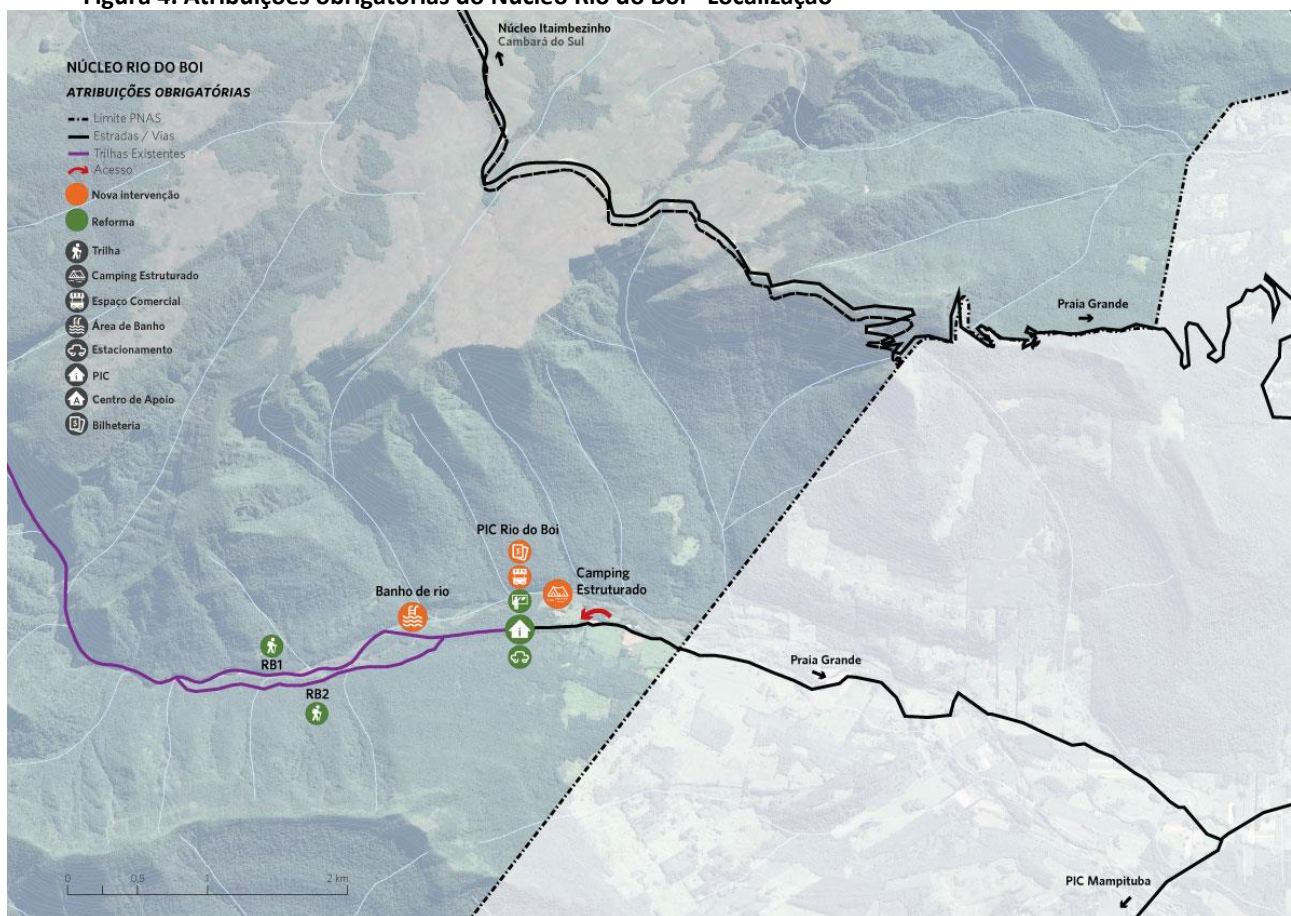 Figura 4: Atribuições obrigatórias do Núcleo Rio do Boi - Localização
Núcleo Itaimbezinho
Cambará do Sul
NÚCLEO RIO DO BOI
ATRIBUIÇÕES OBRIGATÓRIAS
Limite PNAS
Estradas / Vias
Trilhas Existentes
Acesso
Nova intervenção
Reforma
Trilha
Camping Estruturado
Espaço Comercial
Área de Banho
Estacionamento
PIC
Centro de Apoio
Bilheteria
Praia Grande
PIC Rio do Boi
Camping
Estruturado
Banho de rio
RB1
RB2
Praia Grande
PIC Mampituba
0 0,5 1 2 km